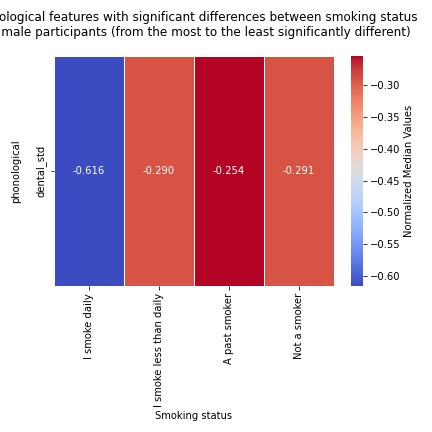 ological features with significant differences between smoking status
male participants (from the most to the least significantly different)
phonological
dental_std
-0.616
-0.290
-0.254
-0.291
I smoke daily
I smoke less than daily
A past smoker
Not a smoker
Smoking status
−0.30
−0.35
−0.40
−0.45
−0.50
−0.55
−0.60
Normalized Median Values